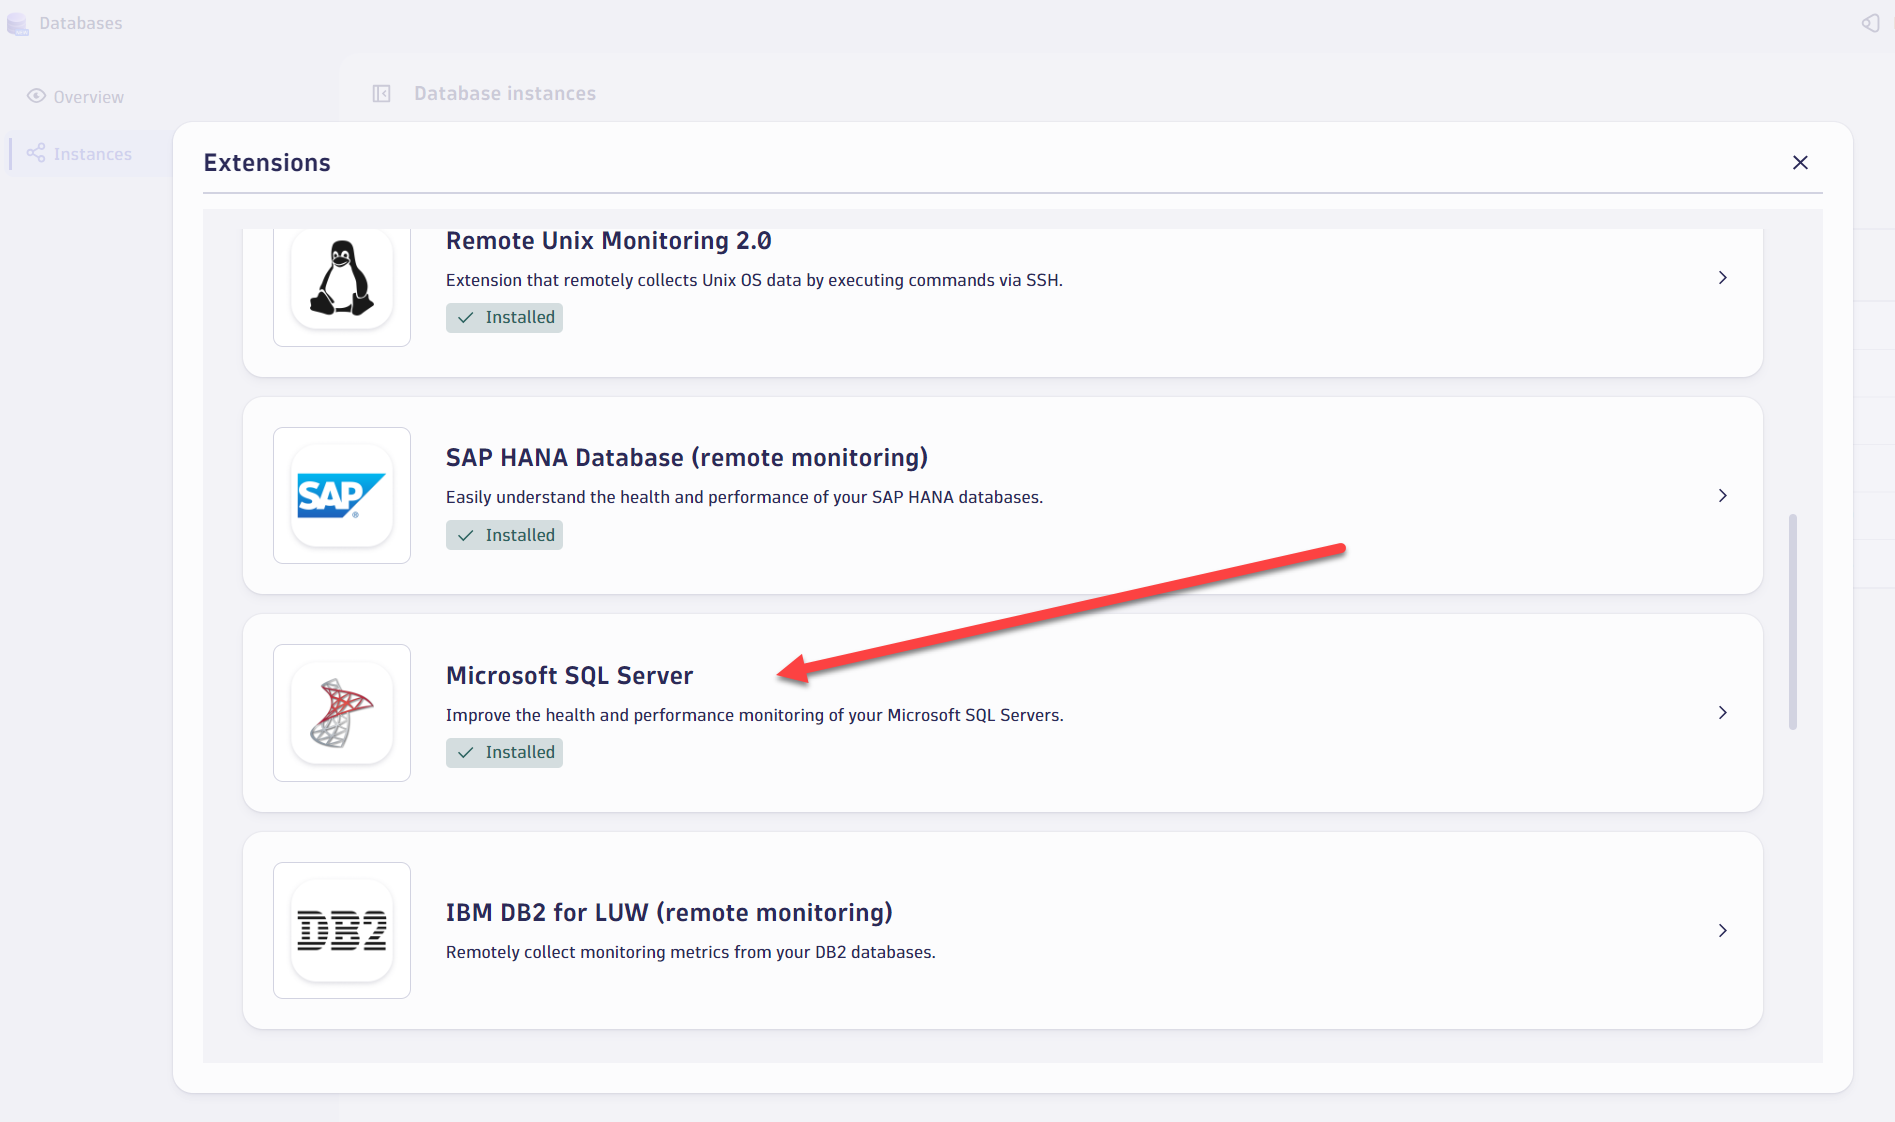 Databases
Overview
Database instances
Instances
Extensions
Remote Unix Monitoring 2.0
Extension that remotely collects Unix OS data by executing commands via SSH.
Installed
SAP
SAP HANA Database (remote monitoring)
Easily understand the health and performance of your SAP HANA databases.
Installed
Microsoft SQL Server
Improve the health and performance monitoring of your Microsoft SQL Servers.
Installed
DB2
IBM DB2 for LUW (remote monitoring)
Remotely collect monitoring metrics from your DB2 databases.